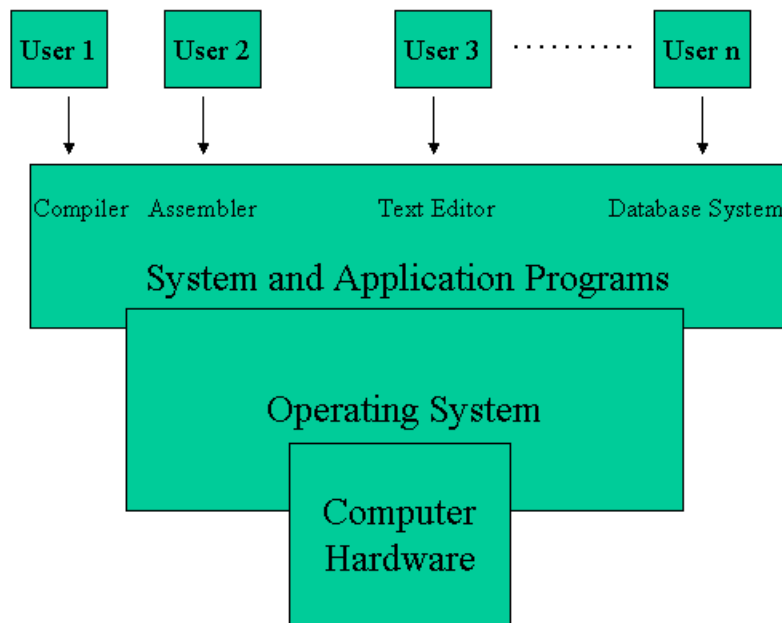 User 1 User 2 User 3 .......... User n
Compiler Assembler Text Editor Database System
System and Application Programs
Operating System
Computer
Hardware